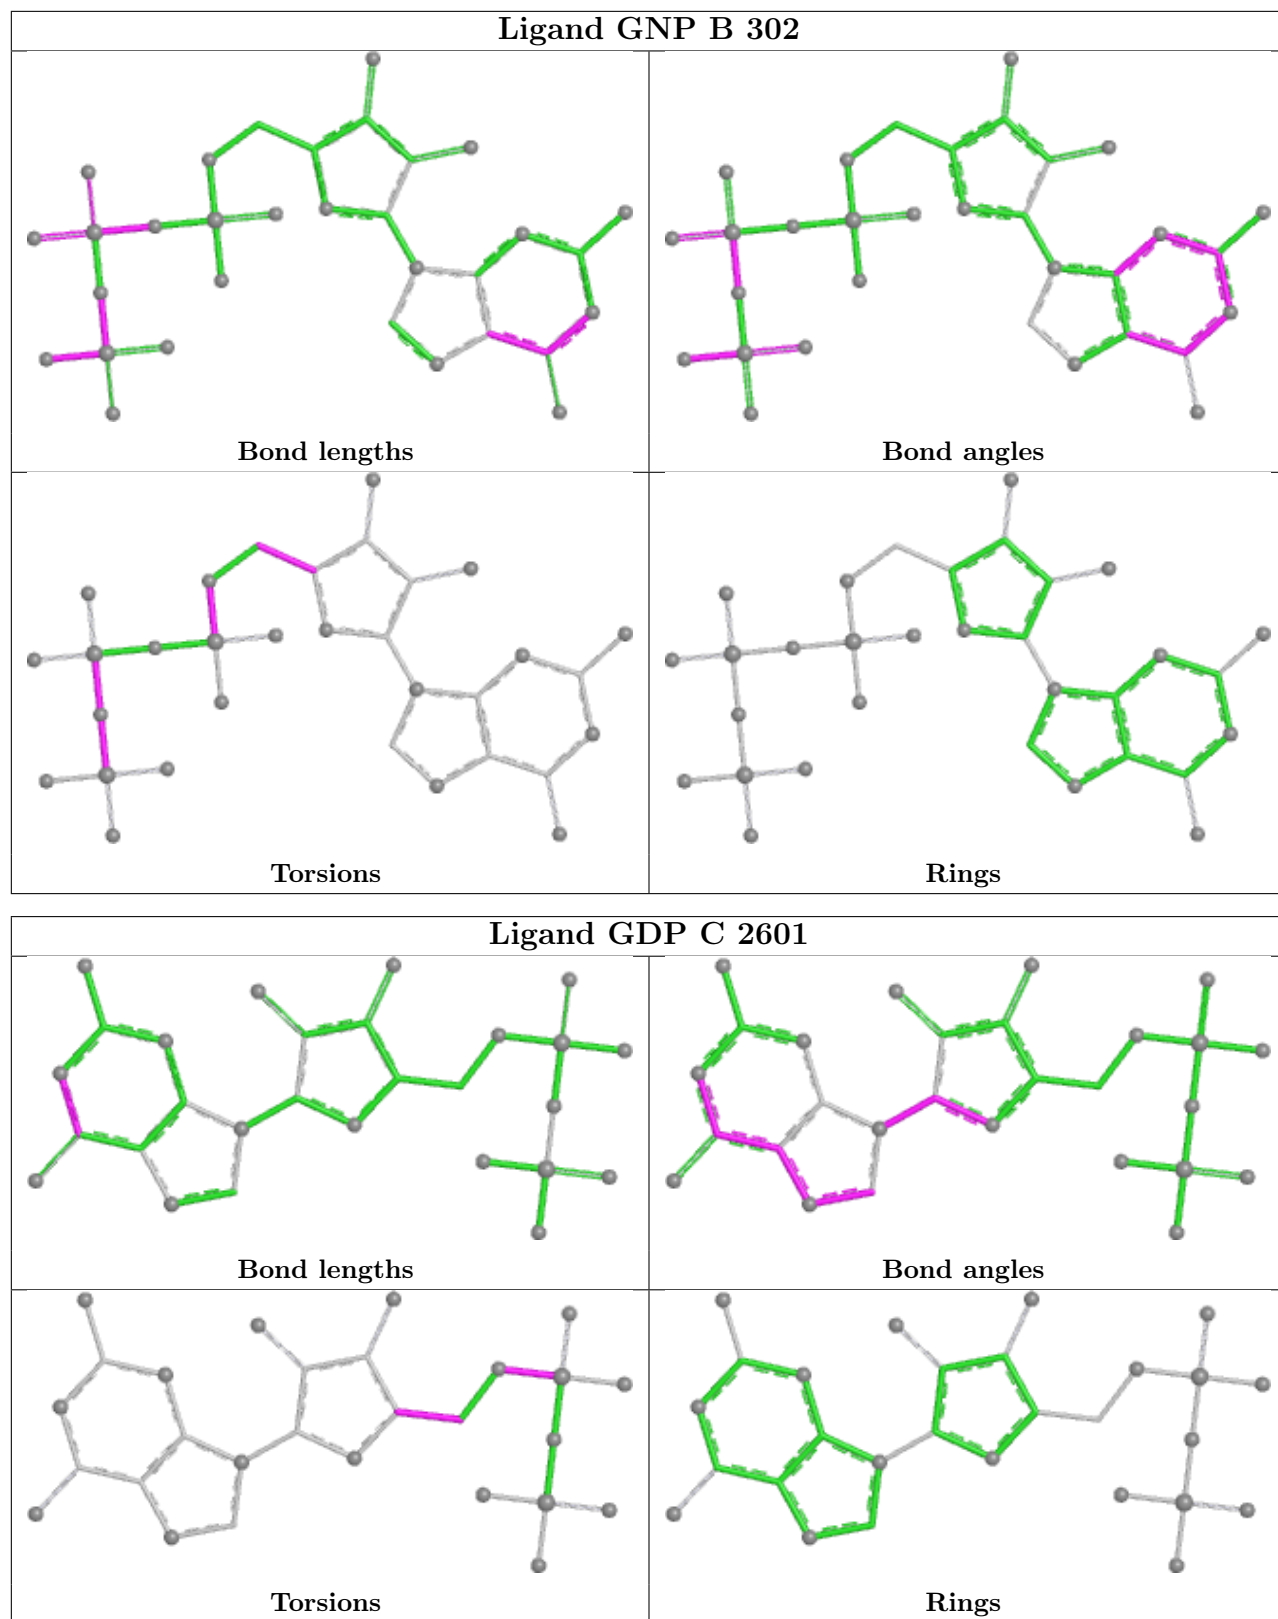 Ligand GNP B 302
Bond lengths
Bond angles
Torsions
Rings
Ligand GDP C 2601
Bond lengths
Bond angles
Torsions
Rings